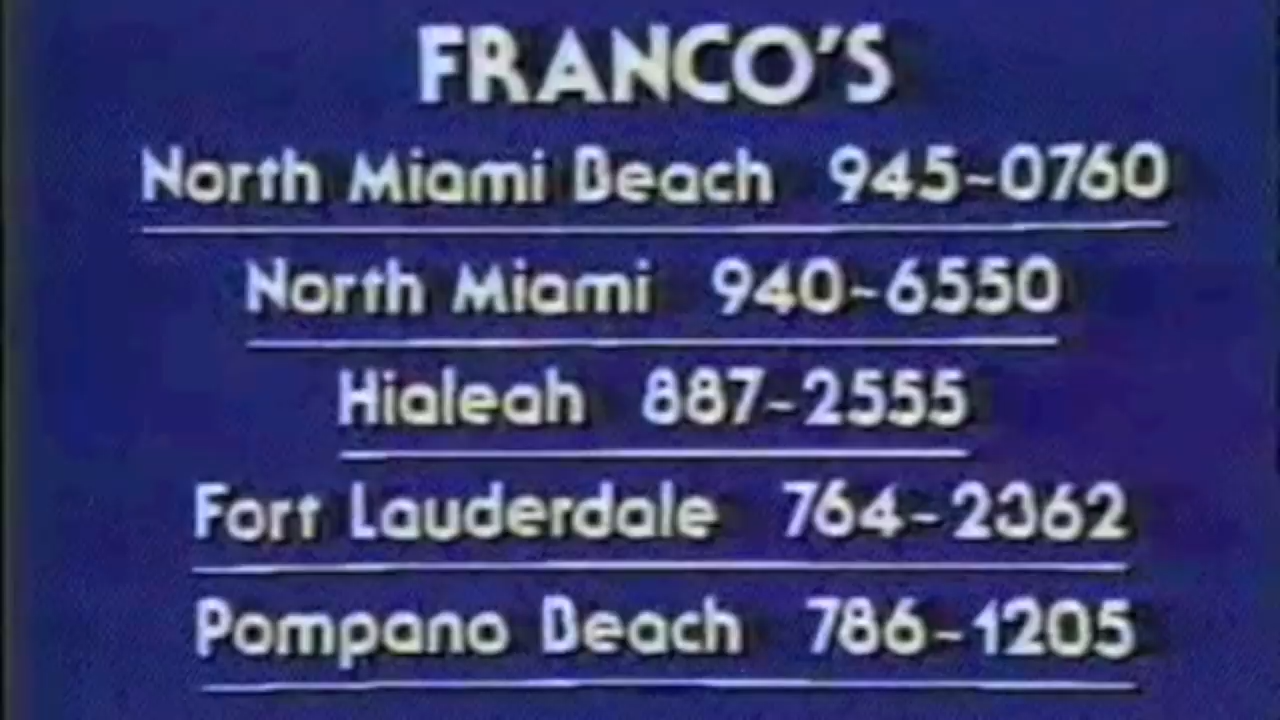 FRANCO'S
North Miami Beach 945-0760
North Miami 940-6550
Hialeah 887-2555
Fort Lauderdale 764-2362
Pompano Beach 786-1205